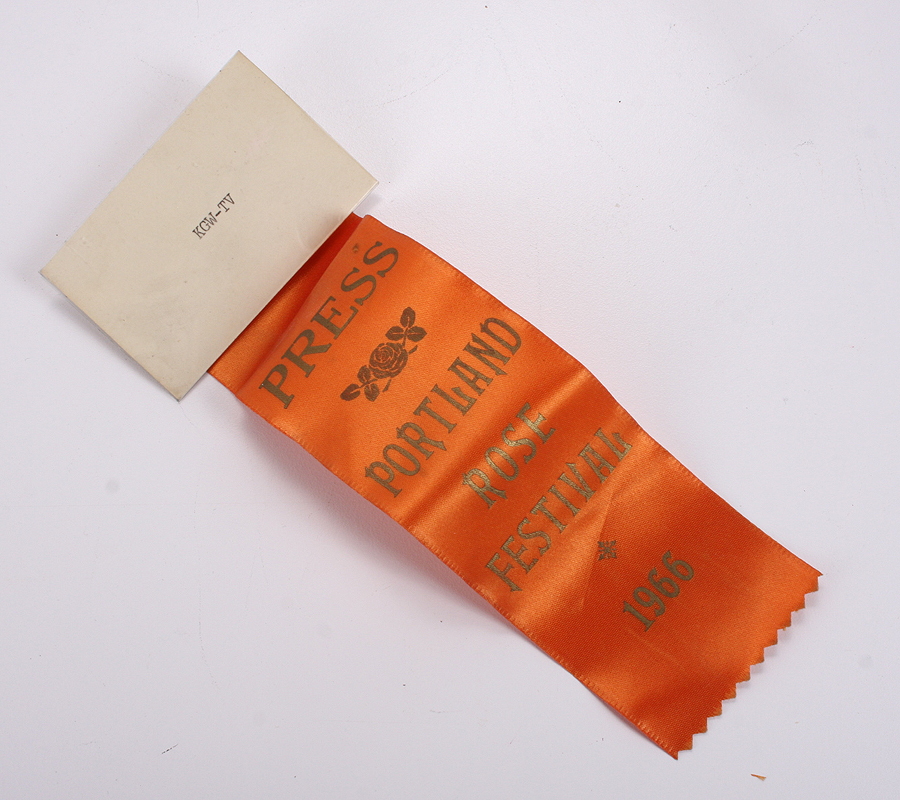 KGW-TV
PRESS
PORTLAND
ROSE
FESTIVAL
1966